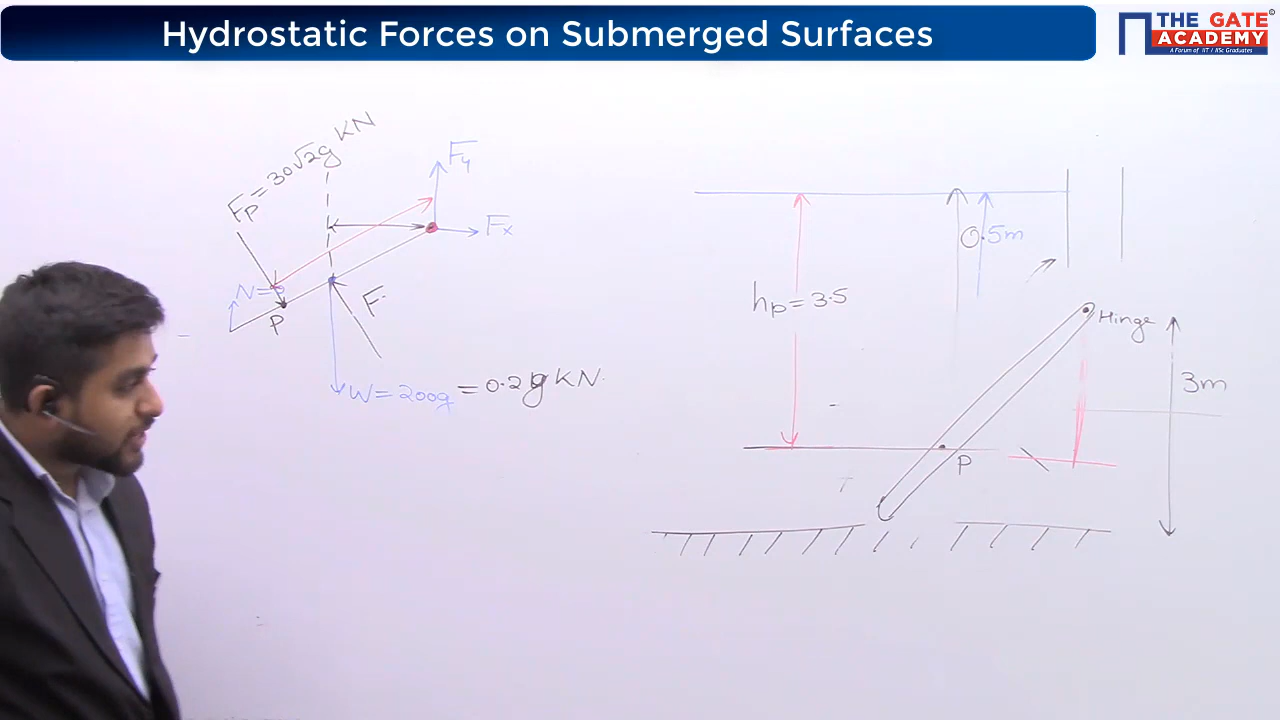 Hydrostatic Forces on Submerged Surfaces
THE GATE
ACADEMY
©
A Forum of IIT / IISc Graduates
Fp = 30√2g KN
Fy
Fx
N=0
P
F
W = 200g = 0.2g KN
hp = 3.5
0.5m
Hinge
3m
P